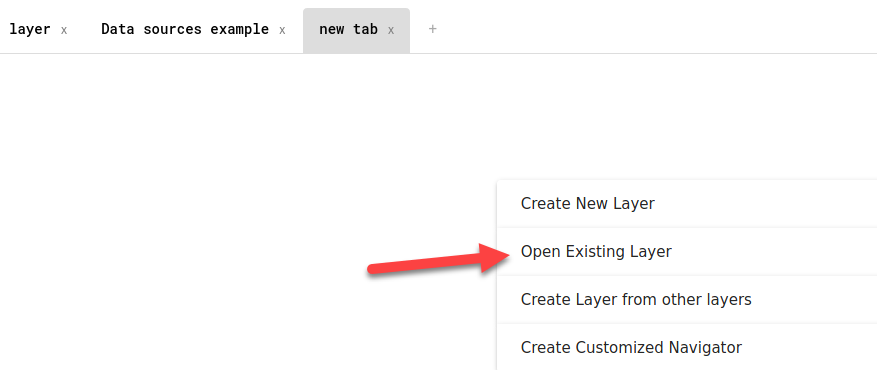 layer x Data sources example x new tab x +
Create New Layer
Open Existing Layer
Create Layer from other layers
Create Customized Navigator